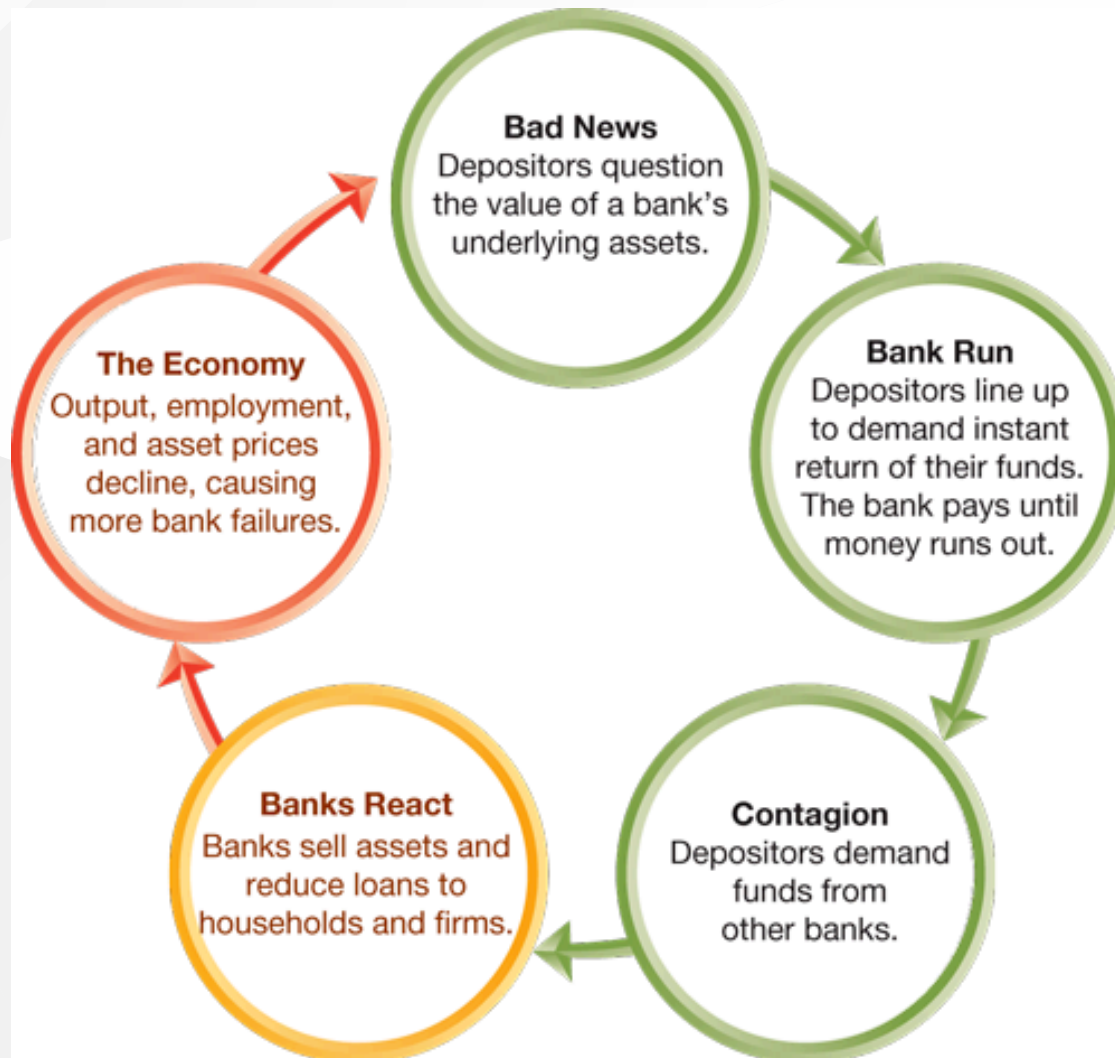 Bad News
Depositors question
the value of a bank's
underlying assets.
Bank Run
Depositors line up
to demand instant
return of their funds.
The bank pays until
money runs out.
Contagion
Depositors demand
funds from
other banks.
Banks React
Banks sell assets and
reduce loans to
households and firms.
The Economy
Output, employment,
and asset prices
decline, causing
more bank failures.